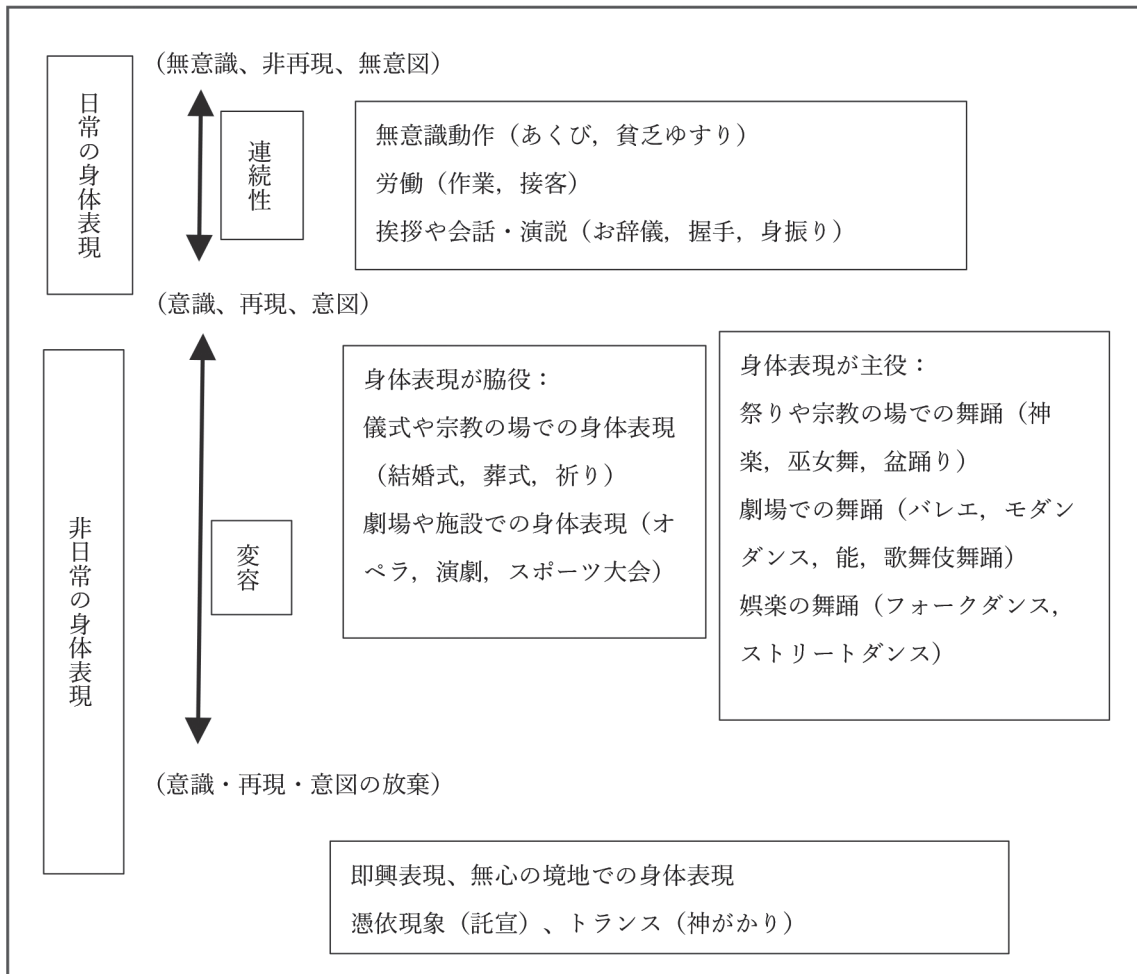 日常の身体表現
（無意識、非再現、無意図）
連続性
無意識動作（あくび，貧乏ゆすり）
労働（作業，接客）
挨拶や会話・演説（お辞儀，握手，身振り）
（意識、再現、意図）
非日常の身体表現
変容
身体表現が脇役：
儀式や宗教の場での身体表現
（結婚式，葬式，祈り）
劇場や施設での身体表現（オ
ペラ，演劇，スポーツ大会）
身体表現が主役：
祭りや宗教の場での舞踊（神
楽，巫女舞，盆踊り）
劇場での舞踊（バレエ，モダン
ダンス，能，歌舞伎舞踊）
娯楽の舞踊（フォークダンス，
ストリートダンス）
（意識・再現・意図の放棄）
即興表現、無心の境地での身体表現
憑依現象（託宣）、トランス（神がかり）